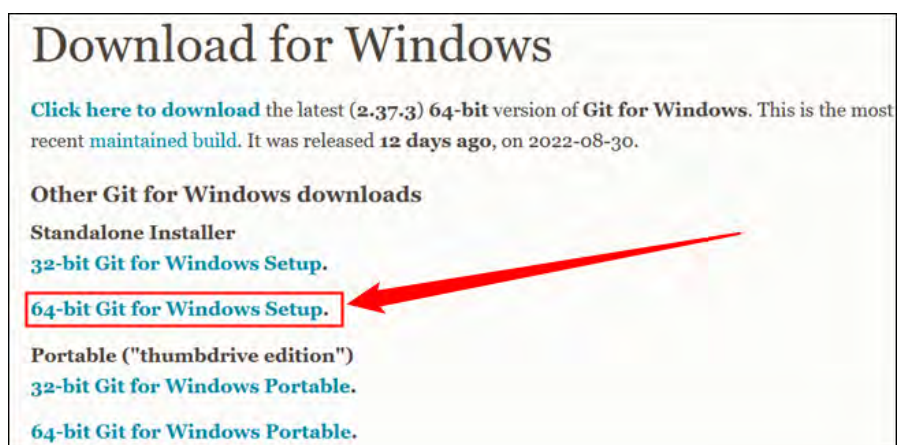 Download for Windows
Click here to download the latest (2.37.3) 64-bit version of Git for Windows. This is the most
recent maintained build. It was released 12 days ago, on 2022-08-30.
Other Git for Windows downloads
Standalone Installer
32-bit Git for Windows Setup.
64-bit Git for Windows Setup.
Portable ("thumbdrive edition")
32-bit Git for Windows Portable.
64-bit Git for Windows Portable.